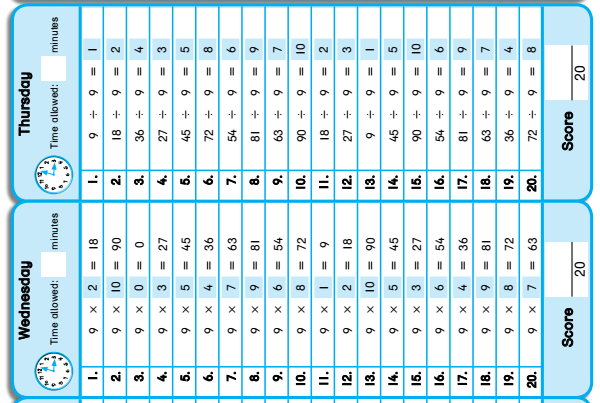 Wednesday
Time allowed: minutes
1. 9 × 2 = 18
2. 9 × 10 = 90
3. 9 × 0 = 0
4. 9 × 3 = 27
5. 9 × 5 = 45
6. 9 × 4 = 36
7. 9 × 7 = 63
8. 9 × 9 = 81
9. 9 × 6 = 54
10. 9 × 8 = 72
11. 9 × 1 = 9
12. 9 × 2 = 18
13. 9 × 10 = 90
14. 9 × 5 = 45
15. 9 × 3 = 27
16. 9 × 6 = 54
17. 9 × 4 = 36
18. 9 × 9 = 81
19. 9 × 8 = 72
20. 9 × 7 = 63
Score 20
Thursday
Time allowed: minutes
1. 9 ÷ 9 = 1
2. 18 ÷ 9 = 2
3. 36 ÷ 9 = 4
4. 27 ÷ 9 = 3
5. 45 ÷ 9 = 5
6. 72 ÷ 9 = 8
7. 54 ÷ 9 = 6
8. 81 ÷ 9 = 9
9. 63 ÷ 9 = 7
10. 90 ÷ 9 = 10
11. 18 ÷ 9 = 2
12. 27 ÷ 9 = 3
13. 9 ÷ 9 = 1
14. 45 ÷ 9 = 5
15. 90 ÷ 9 = 10
16. 54 ÷ 9 = 6
17. 81 ÷ 9 = 9
18. 63 ÷ 9 = 7
19. 36 ÷ 9 = 4
20. 72 ÷ 9 = 8
Score 20